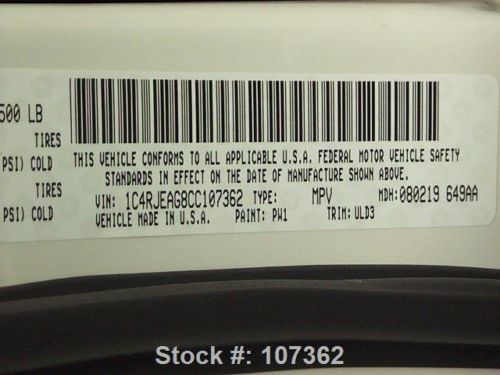 500 LB
TIRES
PSI) COLD
TIRES
PSI) COLD
THIS VEHICLE CONFORMS TO ALL APPLICABLE U.S.A. FEDERAL MOTOR VEHICLE SAFETY
STANDARDS IN EFFECT ON THE DATE OF MANUFACTURE SHOWN ABOVE.
VIN: 1C4RJEAG8CC107362 TYPE: MPV MDH: 080219 649AA
VEHICLE MADE IN U.S.A. PAINT: PW1 TRIM: ULD3
Stock #: 107362